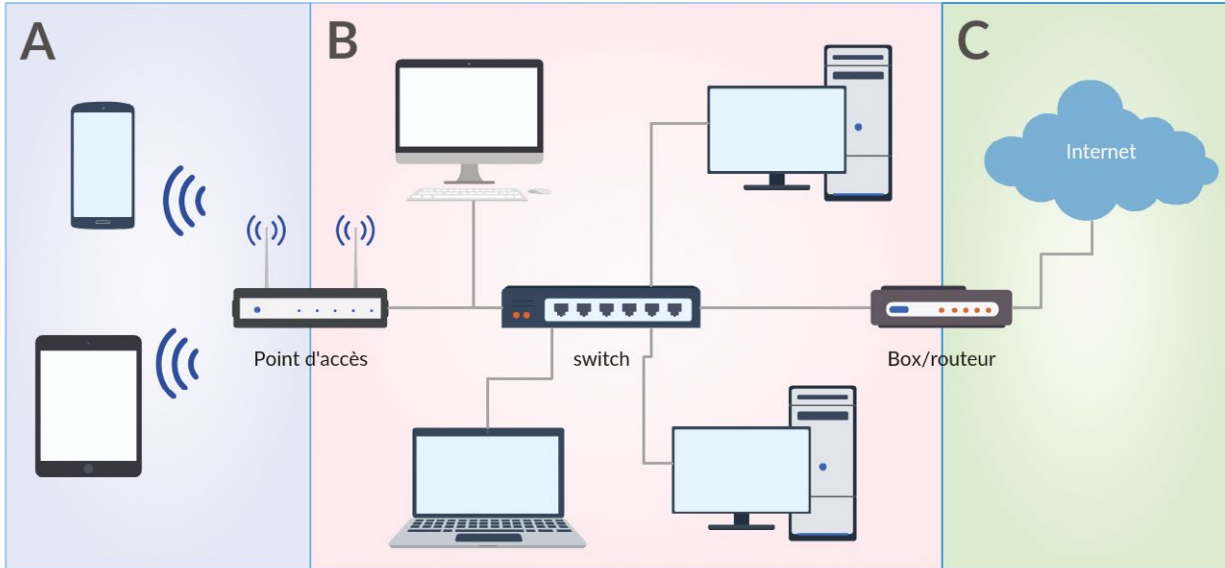 A
B
C
Internet
Point d'accès
switch
Box/routeur